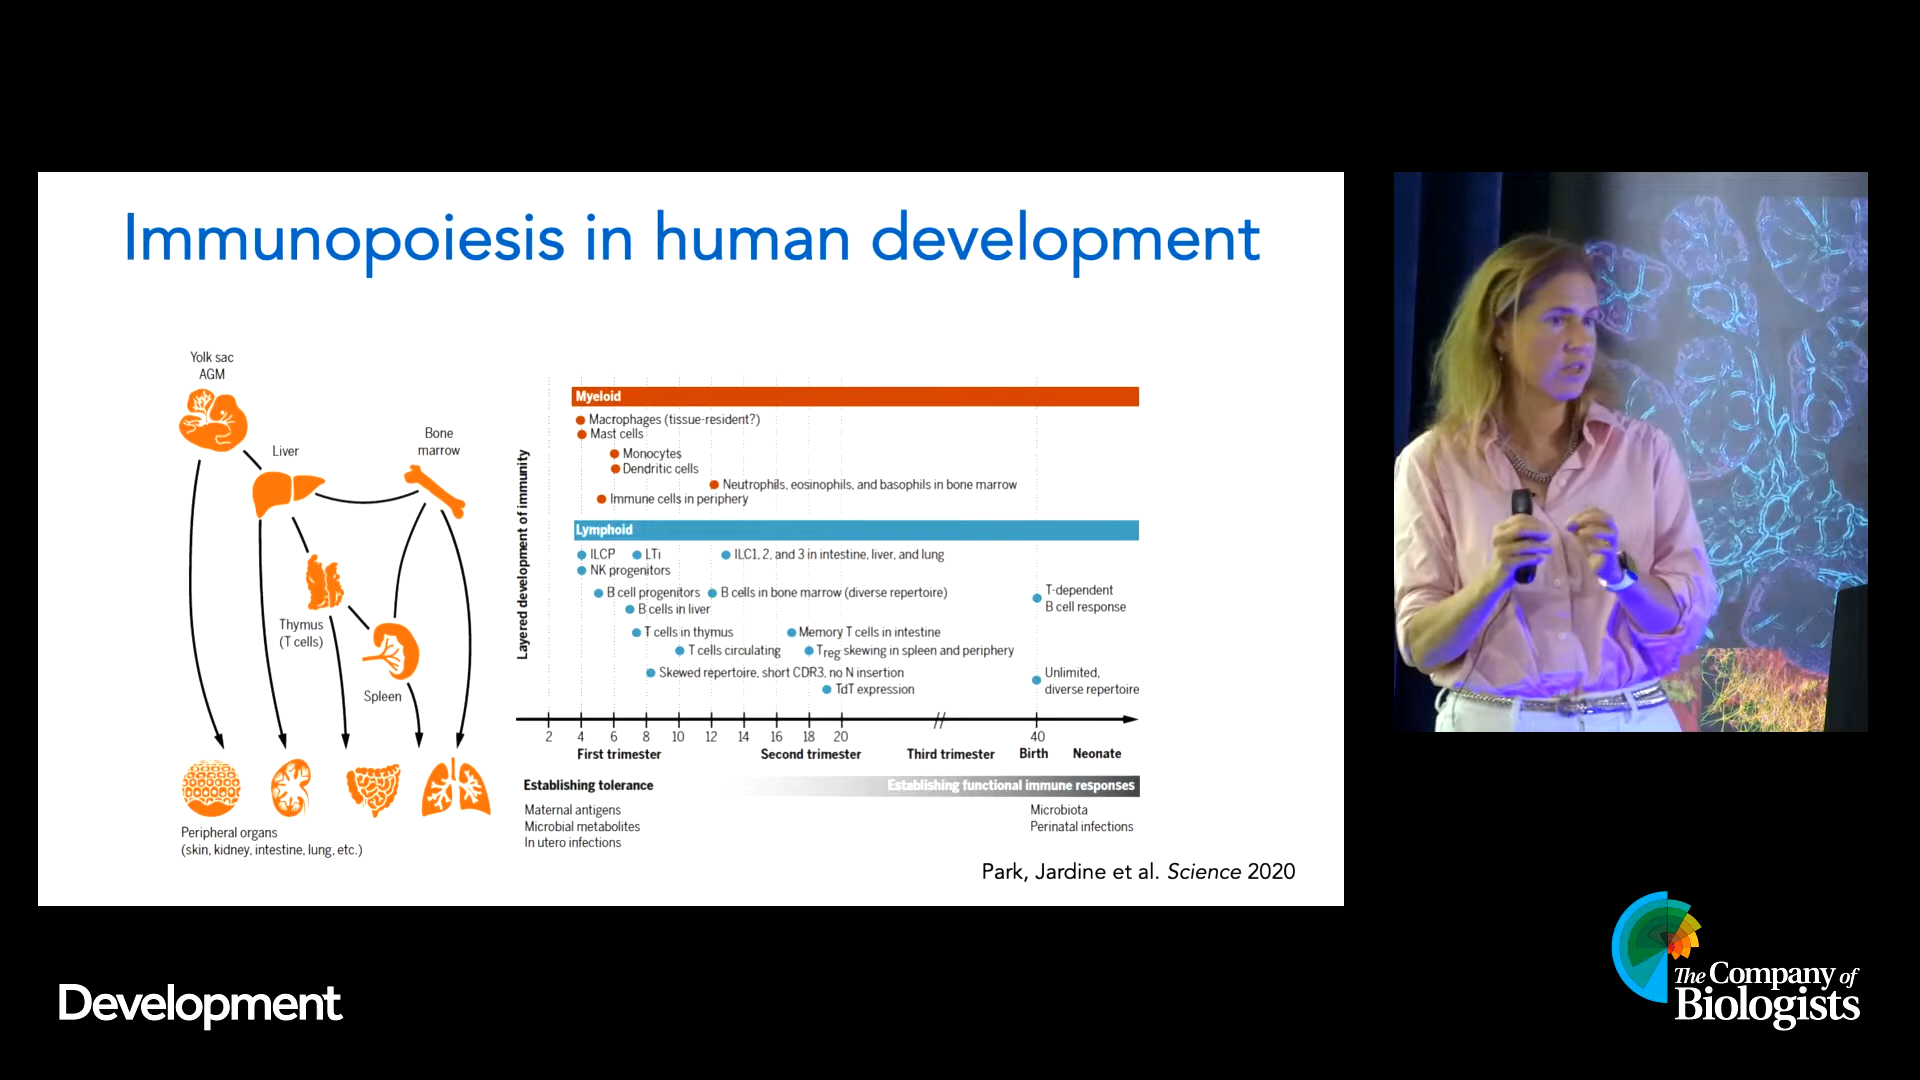 Immunopoiesis in human development
Yolk sac
AGM
Liver
Bone
marrow
Thymus
(T cells)
Spleen
Peripheral organs
(skin, kidney, intestine, lung, etc.)
Layered development of immunity
Myeloid
Macrophages (tissue-resident?)
Mast cells
Monocytes
Dendritic cells
Neutrophils, eosinophils, and basophils in bone marrow
Immune cells in periphery
Lymphoid
ILCP LTi ILC1, 2, and 3 in intestine, liver, and lung
NK progenitors
B cell progenitors B cells in bone marrow (diverse repertoire)
T-dependent
B cell response
B cells in liver
T cells in thymus Memory T cells in intestine
T cells circulating Treg skewing in spleen and periphery
Skewed repertoire, short CDR3, no N insertion
Unlimited,
diverse repertoire
TdT expression
2 4 6 8 10 12 14 16 18 20 40
First trimester Second trimester Third trimester Birth Neonate
Establishing tolerance Establishing functional immune responses
Maternal antigens
Microbial metabolites
In utero infections
Microbiota
Perinatal infections
Park, Jardine et al. Science 2020
Development
The Company of
Biologists